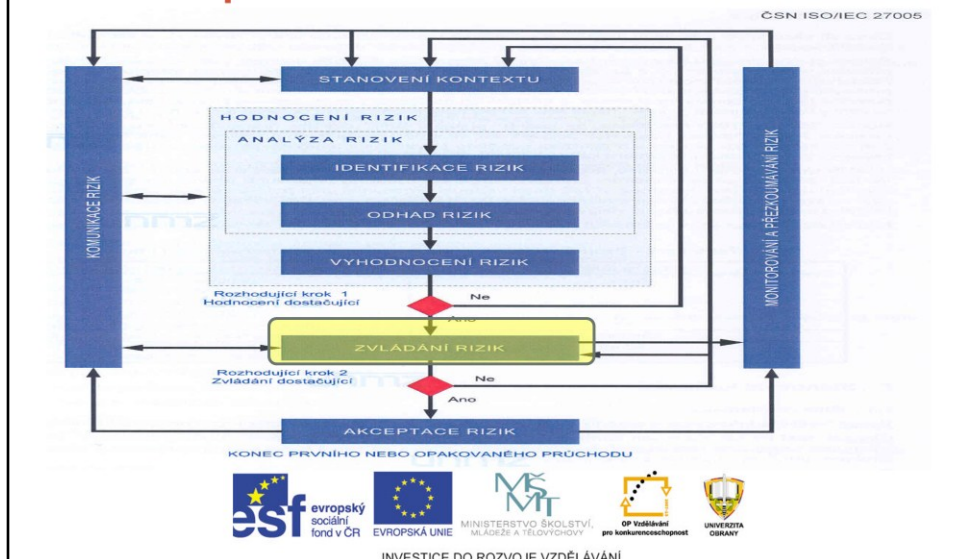 ČSN ISO/IEC 27005
STANOVENÍ KONTEXTU
HODNOCENÍ RIZIK
ANALÝZA RIZIK
IDENTIFIKACE RIZIK
ODHAD RIZIK
VYHODNOCENÍ RIZIK
KOMUNIKACE RIZIK
MONITOROVÁNÍ A PŘEZKOUMÁVÁNÍ RIZIK
Rozhodující krok 1
Hodnocení dostačující
Ne
Ano
ZVLÁDÁNÍ RIZIK
Rozhodující krok 2
Zvládání dostačující
Ne
Ano
AKCEPTACE RIZIK
KONEC PRVNÍHO NEBO OPAKOVANÉHO PRŮCHODU
esf evropský
sociální
fond v ČR
EVROPSKÁ UNIE
MINISTERSTVO ŠKOLSTVÍ,
MLÁDEŽE A TĚLOVÝCHOVY
OP Vzdělávání
pro konkurenceschopnost
UNIVERZITA
OBRANY
INVESTICE DO ROZVOJE VZDĚLÁVÁNÍ